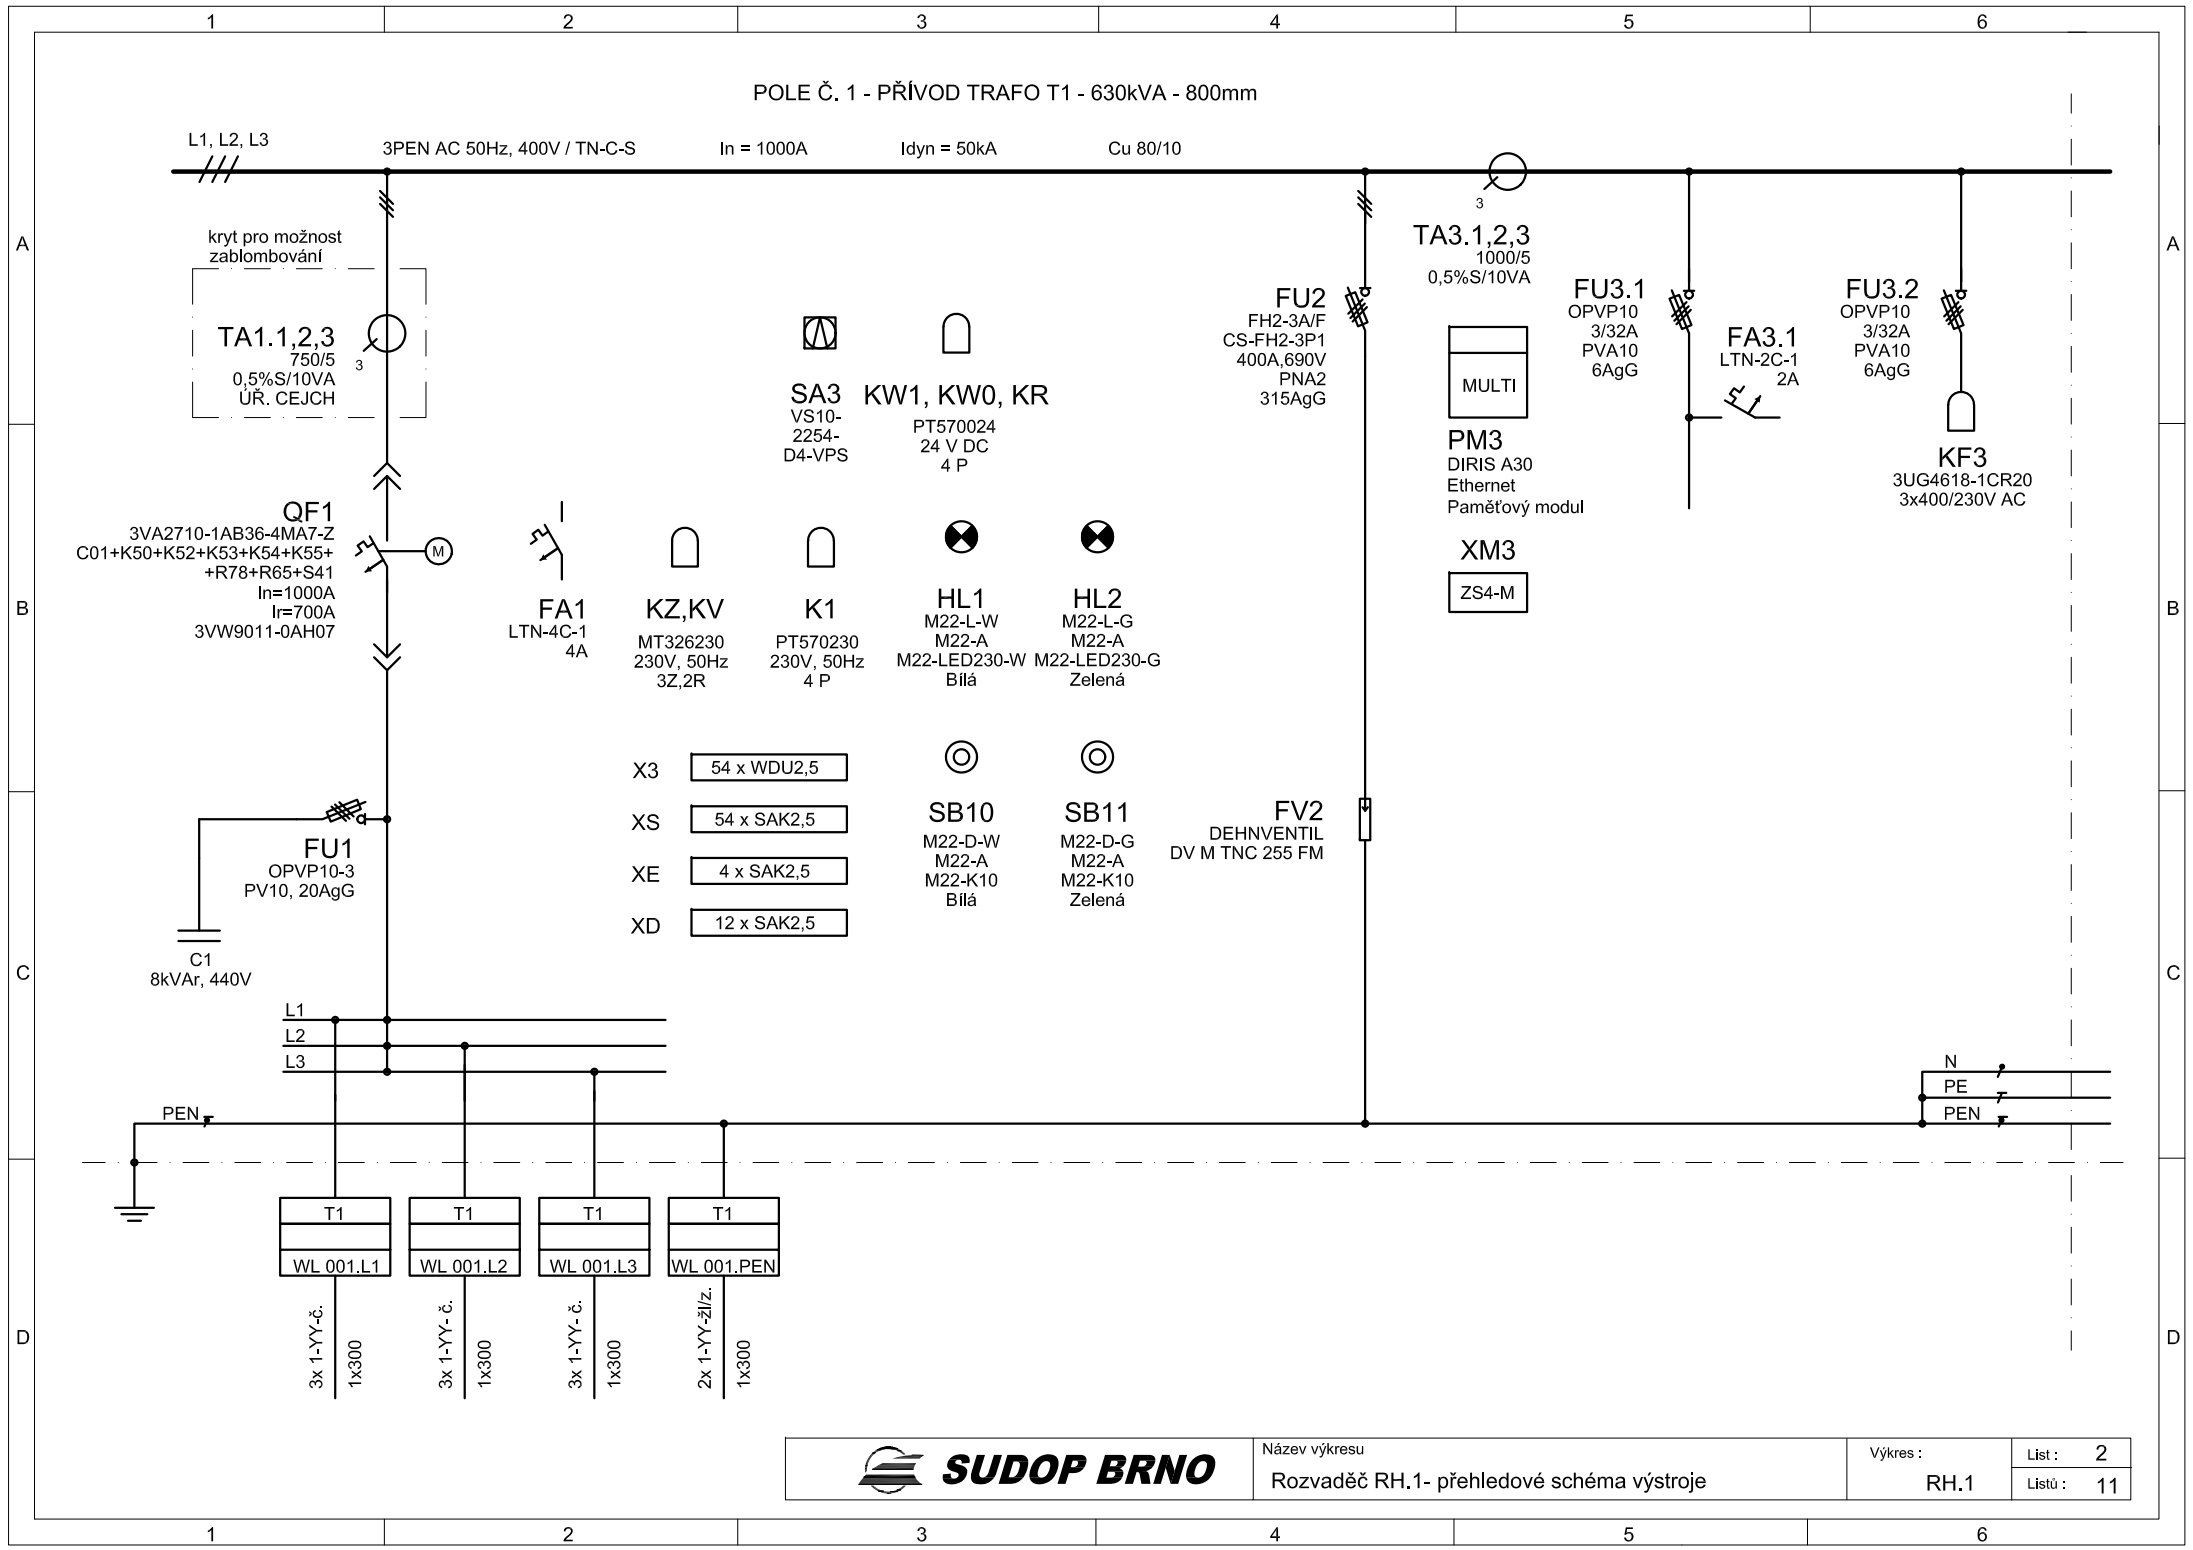 1 2 3 4 5 6
POLE Č. 1 - PŘÍVOD TRAFO T1 - 630kVA - 800mm
L1, L2, L3
3PEN AC 50Hz, 400V / TN-C-S
In = 1000A
Idyn = 50kA
Cu 80/10
A
A
kryt pro možnost
zablombování
TA1.1,2,3
750/5
0,5%S/10VA
ÚŘ. CEJCH
3
SA3
VS10-
2254-
D4-VPS
KW1, KW0, KR
PT570024
24 V DC
4 P
FU2
FH2-3A/F
CS-FH2-3P1
400A,690V
PNA2
315AgG
3
TA3.1,2,3
1000/5
0,5%S/10VA
MULTI
PM3
DIRIS A30
Ethernet
Paměťový modul
XM3
ZS4-M
FU3.1
OPVP10
3/32A
PVA10
6AgG
FA3.1
LTN-2C-1
2A
FU3.2
OPVP10
3/32A
PVA10
6AgG
KF3
3UG4618-1CR20
3x400/230V AC
B
B
QF1
3VA2710-1AB36-4MA7-Z
C01+K50+K52+K53+K54+K55+
+R78+R65+S41
In=1000A
Ir=700A
3VW9011-0AH07
M
FA1
LTN-4C-1
4A
KZ,KV
MT326230
230V, 50Hz
3Z,2R
K1
PT570230
230V, 50Hz
4 P
HL1
M22-L-W
M22-A
M22-LED230-W
Bílá
HL2
M22-L-G
M22-A
M22-LED230-G
Zelená
X3
54 x WDU2,5
XS
54 x SAK2,5
XE
4 x SAK2,5
XD
12 x SAK2,5
SB10
M22-D-W
M22-A
M22-K10
Bílá
SB11
M22-D-G
M22-A
M22-K10
Zelená
FV2
DEHNVENTIL
DV M TNC 255 FM
FU1
OPVP10-3
PV10, 20AgG
C1
8kVAr, 440V
C
C
L1
L2
L3
PEN
N
PE
PEN
T1
WL 001.L1
T1
WL 001.L2
T1
WL 001.L3
T1
WL 001.PEN
3x 1-YY-č.
1x300
3x 1-YY- č.
1x300
3x 1-YY- č.
1x300
2x 1-YY-žl/z.
1x300
D
D
SUDOP BRNO
Název výkresu
Rozvaděč RH.1- přehledové schéma výstroje
Výkres :
RH.1
List : 2
Listů : 11
1 2 3 4 5 6